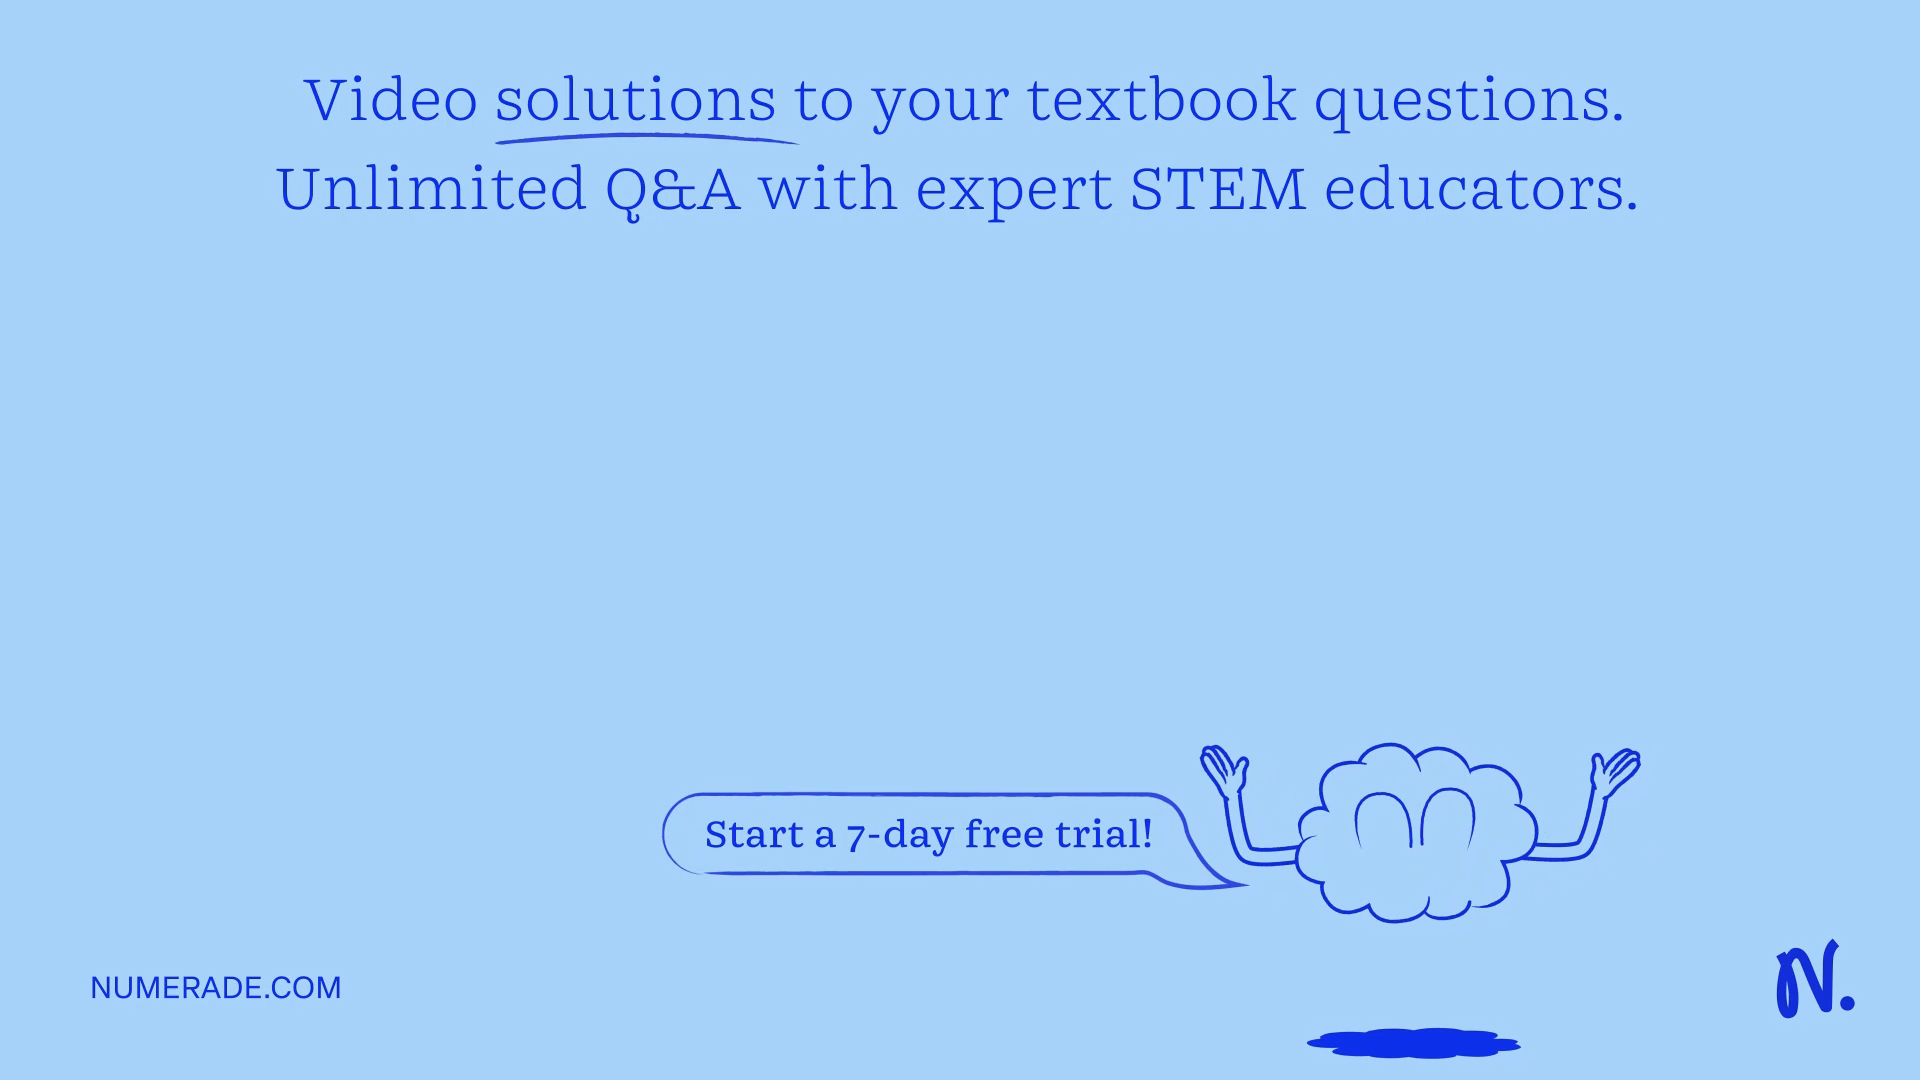 Video solutions to your textbook questions.
Unlimited Q&A with expert STEM educators.
Start a 7-day free trial!
NUMERADE.COM
N.